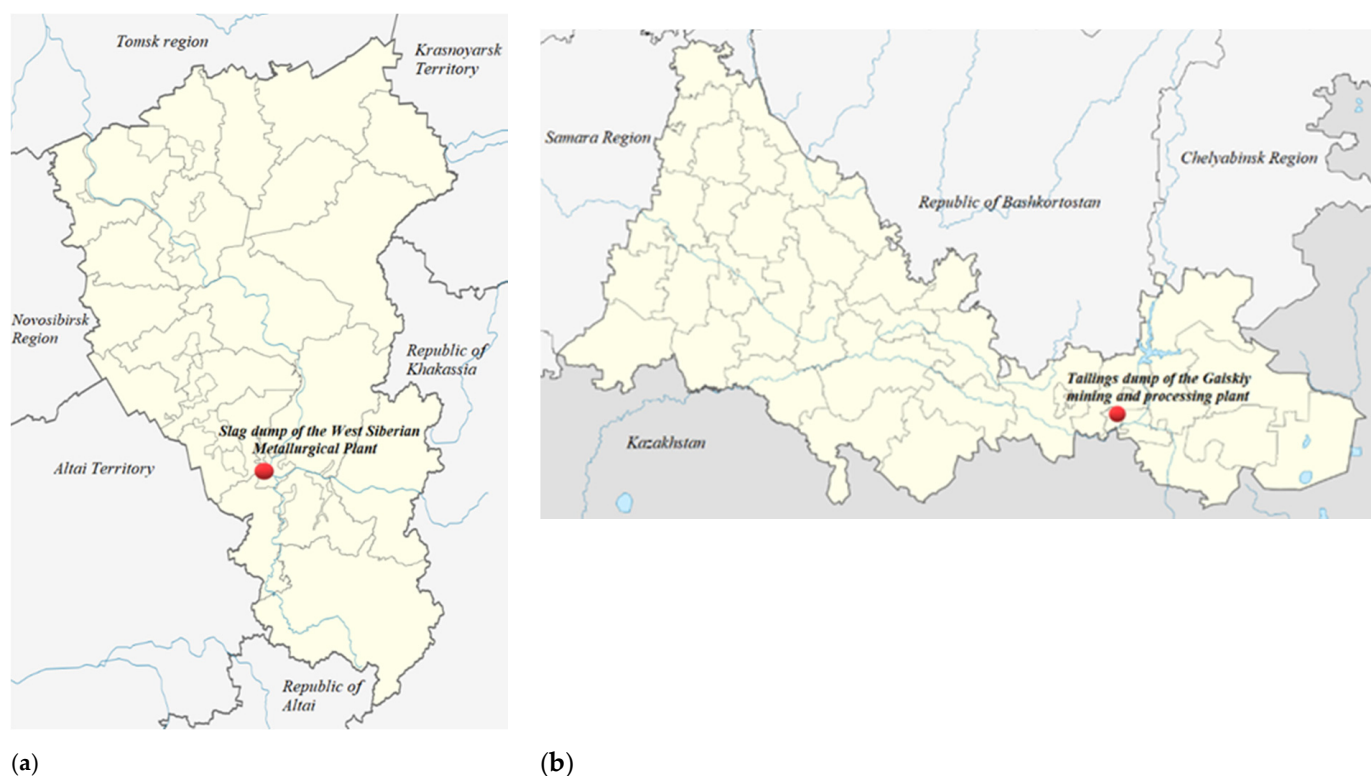 Tomsk region
Krasnoyarsk
Territory
Novosibirsk
Region
Republic of
Khakassia
Slag dump of the West Siberian
Metallurgical Plant
Altai Territory
Republic of
Altai
(a)
Samara Region
Chelyabinsk Region
Republic of Bashkortostan
Tailings dump of the Gaiskiy
mining and processing plant
Kazakhstan
(b)